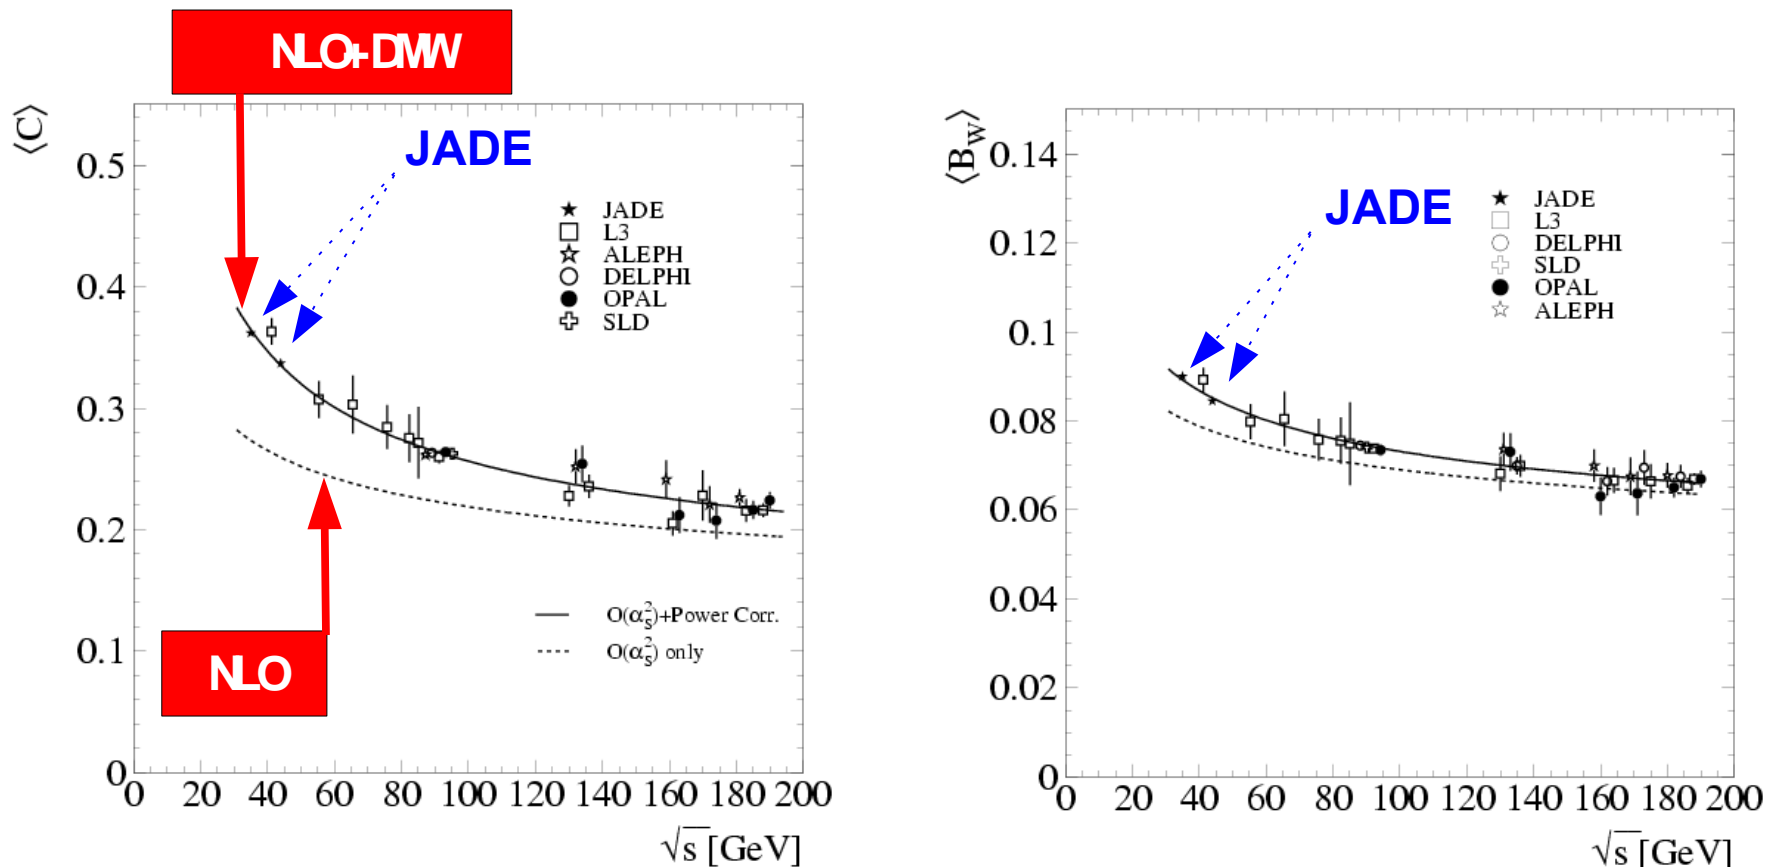 NLO+DMW
⟨C⟩
JADE
0.5
0.4
0.3
0.2
0.1
0
★ JADE
L3
ALEPH
DELPHI
OPAL
SLD
O(α_s^2)+Power Corr.
O(α_s^2) only
NLO
0 20 40 60 80 100 120 140 160 180 200
√s [GeV]
⟨B_W⟩
JADE
0.14
0.12
0.1
0.08
0.06
0.04
0.02
0
JADE
L3
DELPHI
SLD
OPAL
ALEPH
0 20 40 60 80 100 120 140 160 180 200
√s [GeV]